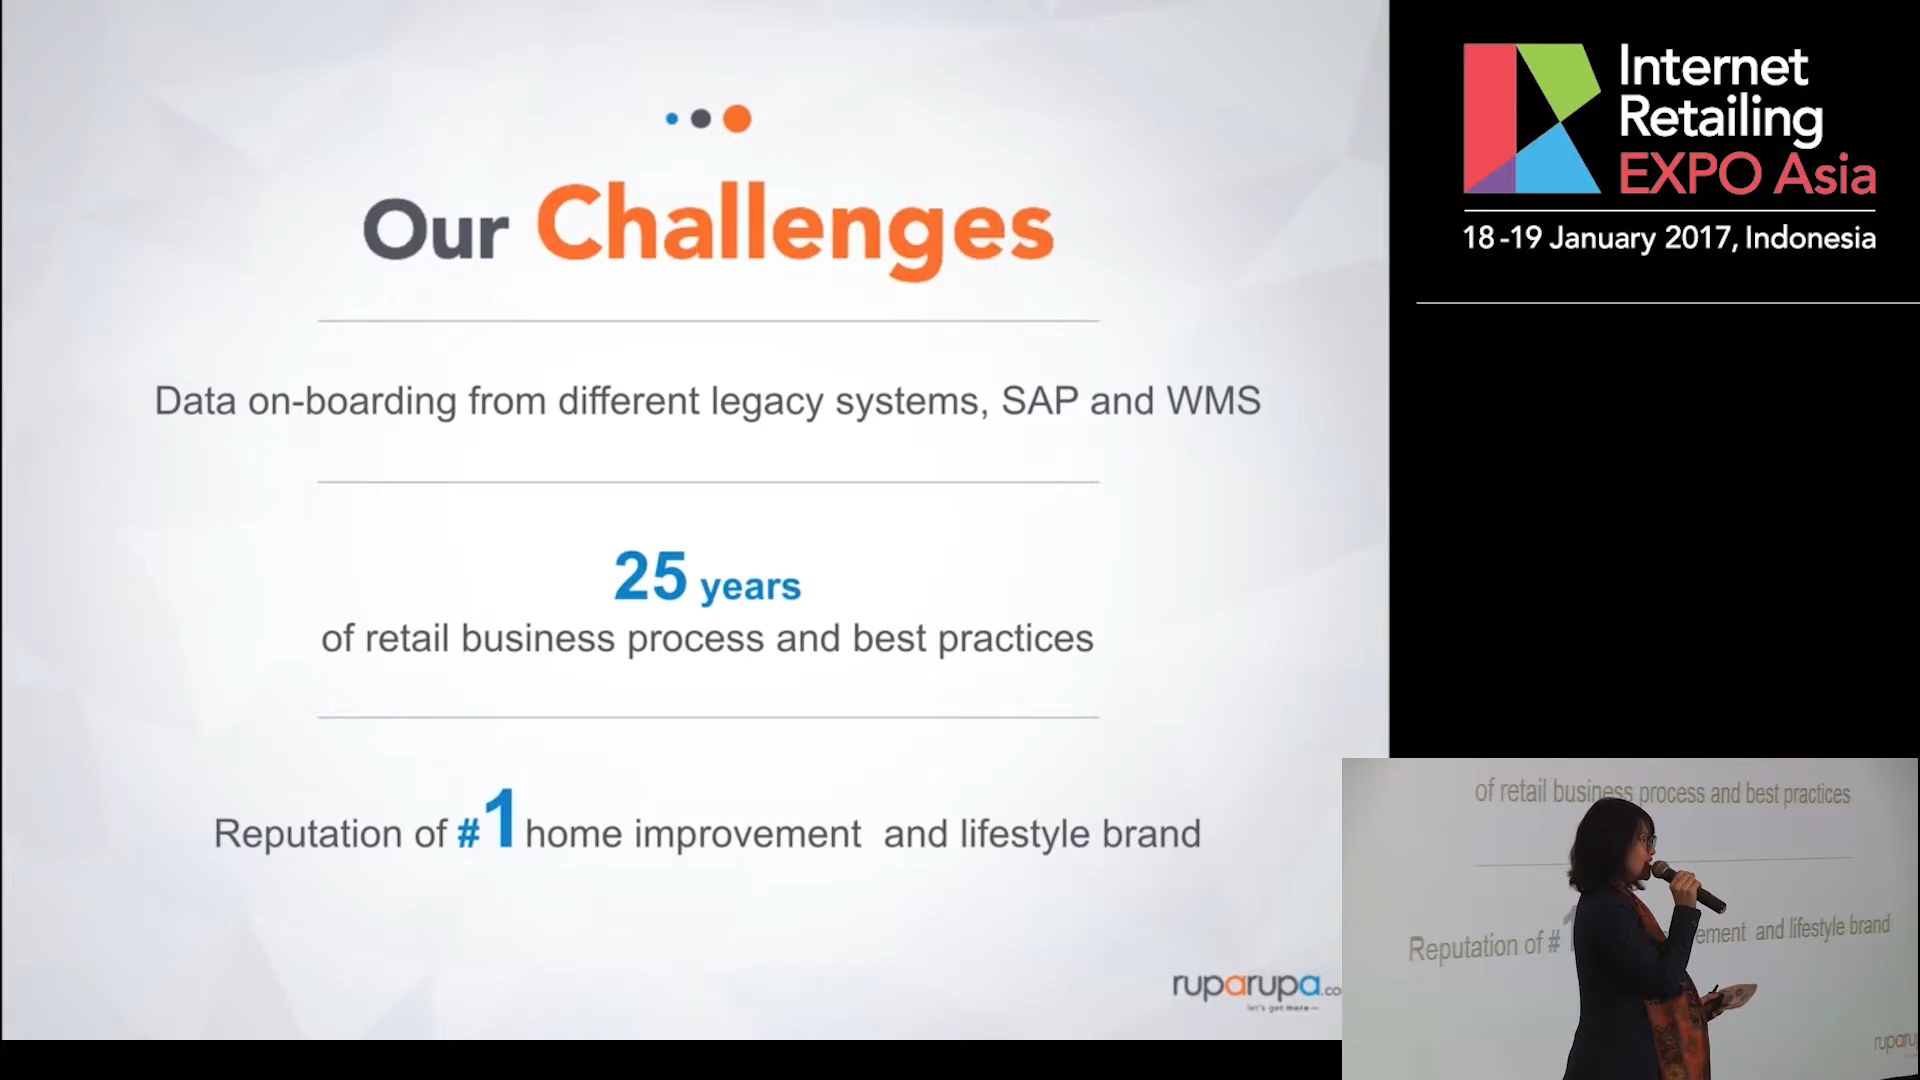 Our Challenges
Data on-boarding from different legacy systems, SAP and WMS
25 years
of retail business process and best practices
Reputation of #1 home improvement and lifestyle brand
ruparupa.co
let's get more
Internet
Retailing
EXPO Asia
18-19 January 2017, Indonesia
of retail business process and best practices
Reputation of # ement and lifestyle brand
ruparu